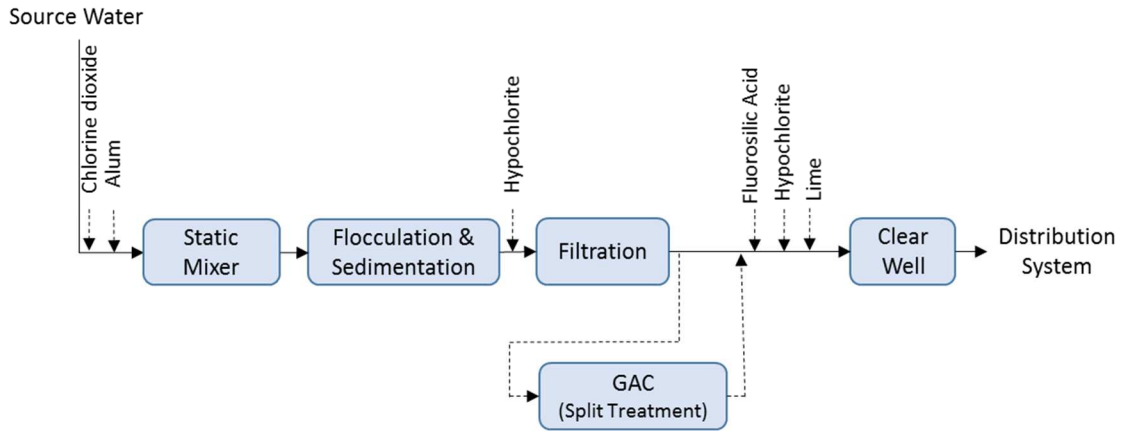 Source Water
Chlorine dioxide
Alum
Static
Mixer
Flocculation &
Sedimentation
Hypochlorite
Filtration
GAC
(Split Treatment)
Fluorosilic Acid
Hypochlorite
Lime
Clear
Well
Distribution
System